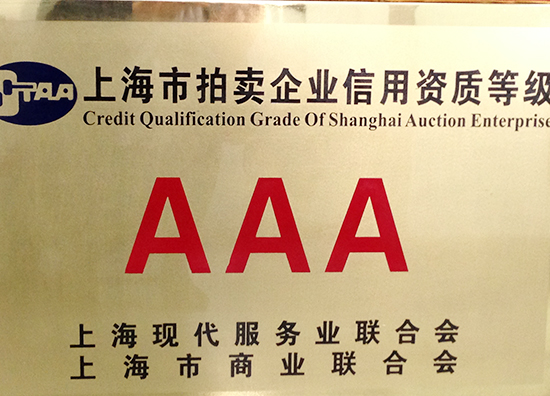 STAA 上海市拍卖企业信用资质等级
Credit Qualification Grade Of Shanghai Auction Enterprise
AAA
上海现代服务业联合会
上海市商业联合会